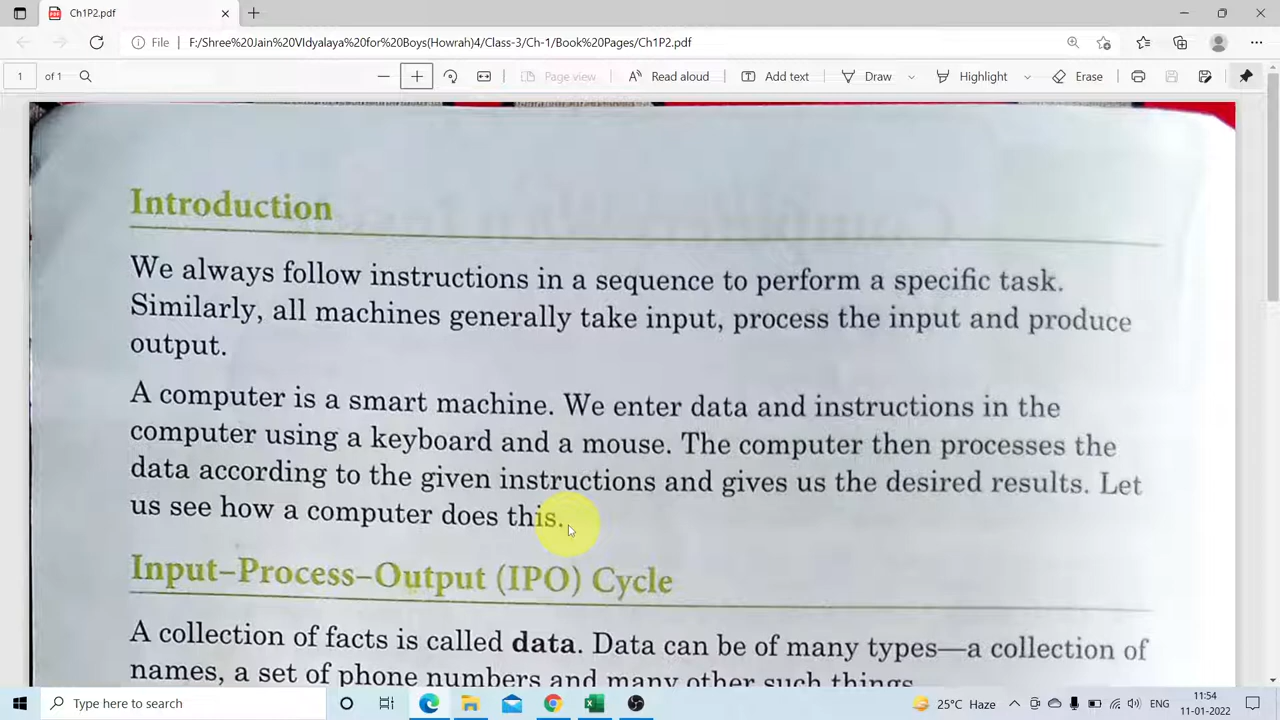 Ch1P2.pdf
File F:/Shree%20Jain%20VIdyalaya%20for%20Boys(Howrah)4/Class-3/Ch-1/Book%20Pages/Ch1P2.pdf
1 of 1 Page view Read aloud Add text Draw Highlight Erase
Introduction
We always follow instructions in a sequence to perform a specific task.
Similarly, all machines generally take input, process the input and produce
output.
A computer is a smart machine. We enter data and instructions in the
computer using a keyboard and a mouse. The computer then processes the
data according to the given instructions and gives us the desired results. Let
us see how a computer does this.
Input–Process–Output (IPO) Cycle
A collection of facts is called data. Data can be of many types—a collection of
names, a set of phone numbers and many other such things.
Type here to search
25°C Haze
ENG
11:54
11-01-2022